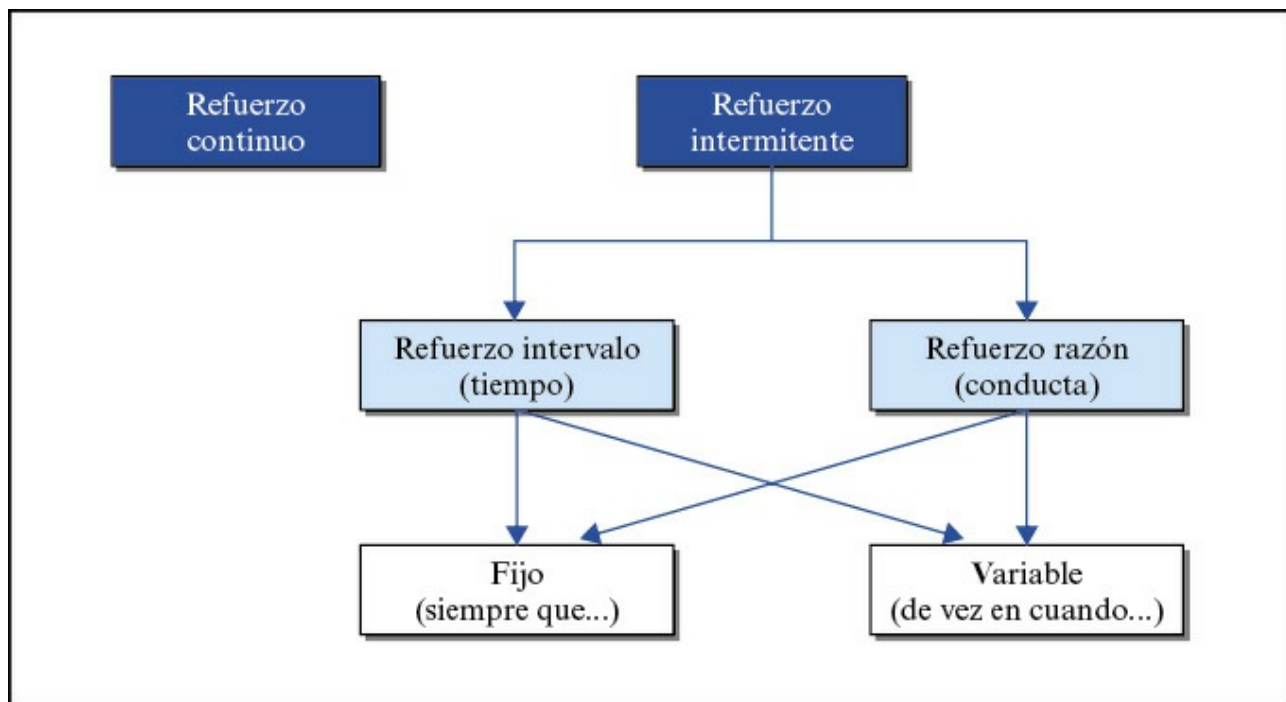 Refuerzo
continuo
Refuerzo
intermitente
Refuerzo intervalo
(tiempo)
Refuerzo razón
(conducta)
Fijo
(siempre que...)
Variable
(de vez en cuando...)